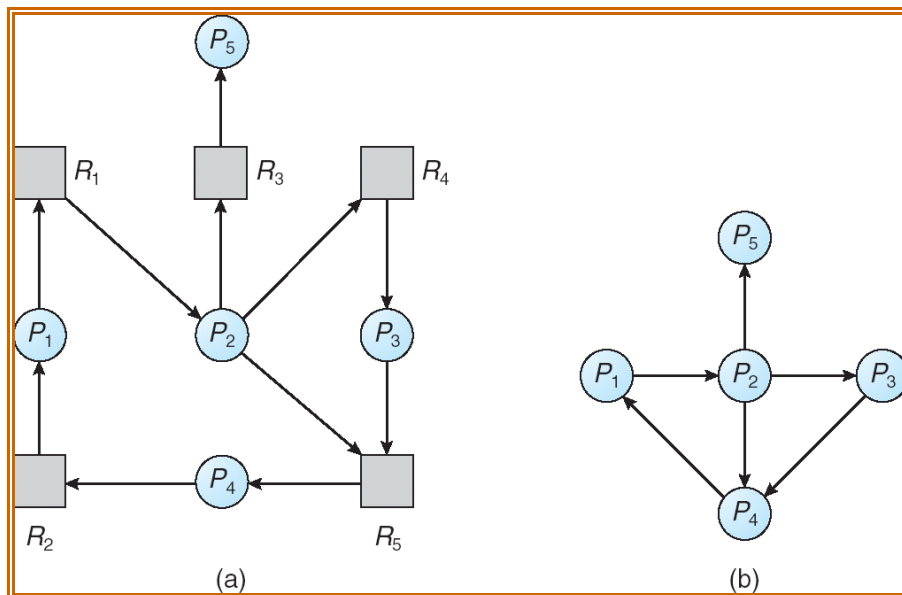 P₅
R₁ R₃ R₄
P₁ P₂ P₃
P₄
R₂ R₅
(a)
P₅
P₁ P₂ P₃
P₄
(b)